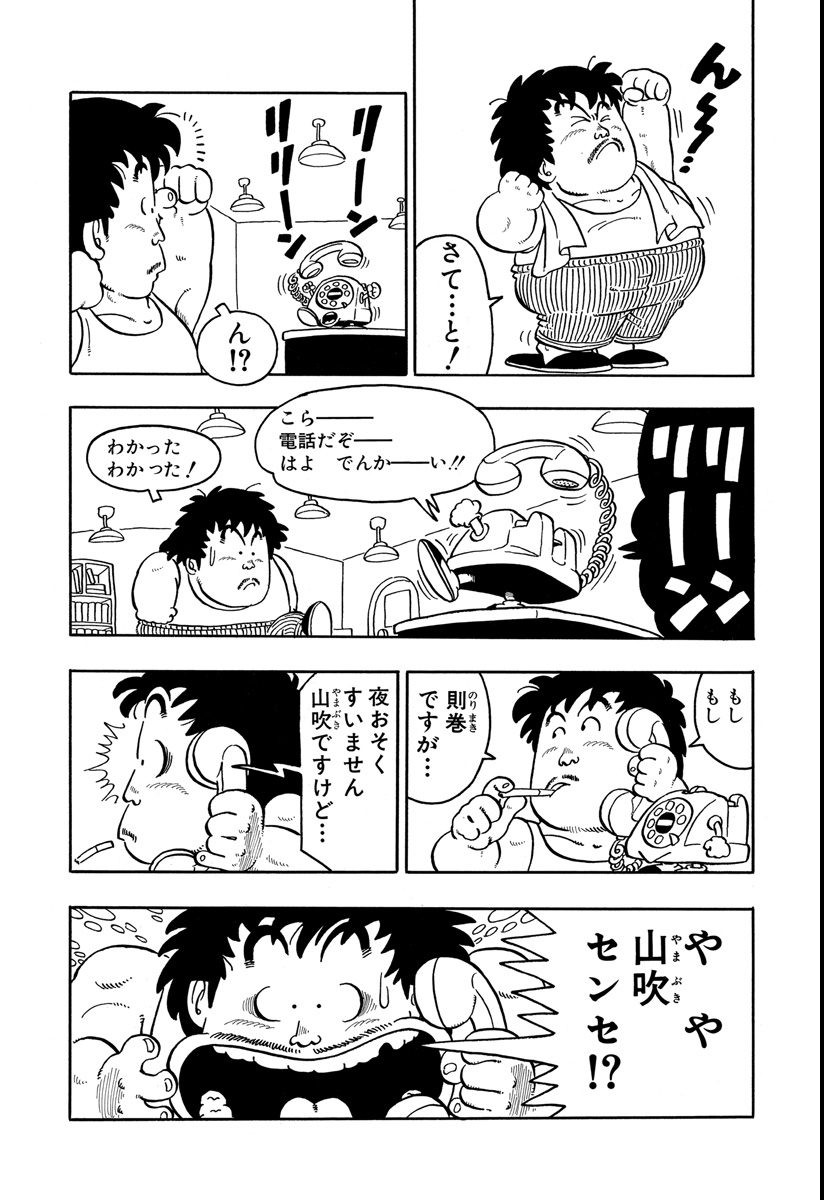 ん〜〜…
さて…と！
リーン
リリーン
ん!?
リリーン
リーン
こら――
電話だぞ――
はよ でんか――い!!
わかった
わかった！
もし
もし
則巻
のりまき
ですが…
夜おそく
すいません
山吹ですけど…
やまぶき
やや
山吹
やまぶき
センセ!?